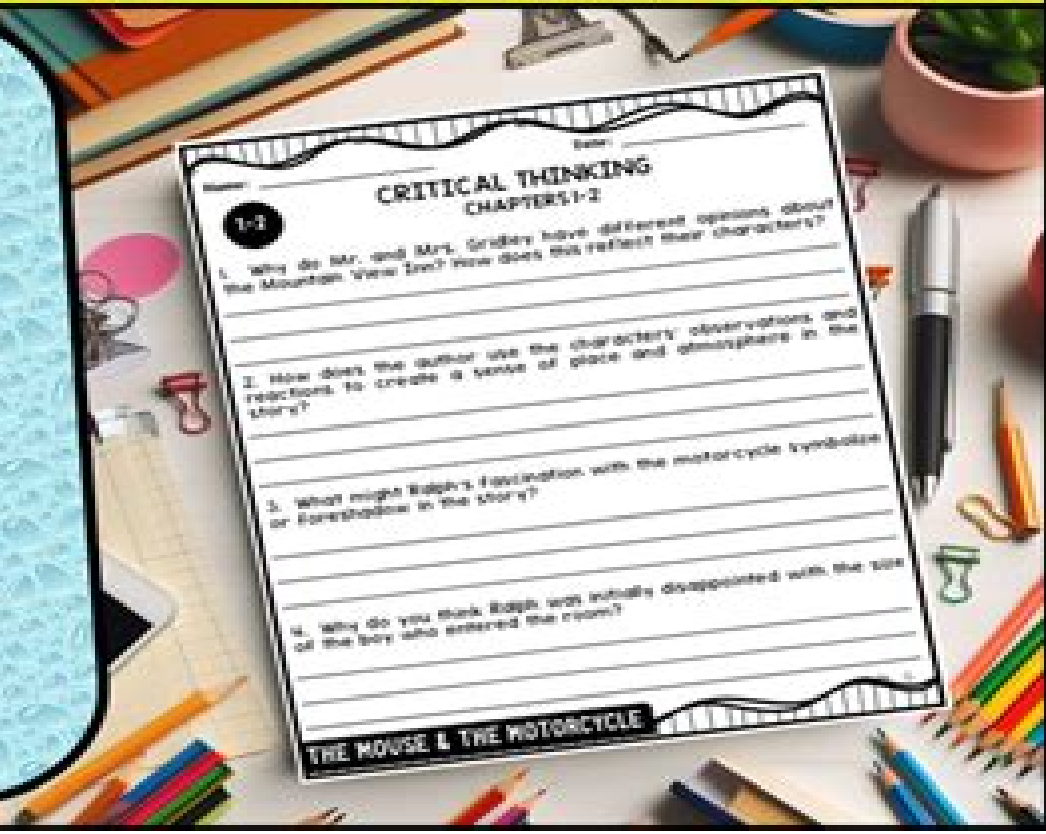 Name:
Date:
CRITICAL THINKING
CHAPTERS 1-2
1-2
1. Why do Mr. and Mrs. Gridley have different opinions about
the Mountain View Inn? How does this reflect their characters?
2. How does the author use the characters' observations and
reactions to create a sense of place and atmosphere in the
story?
3. What might Ralph's fascination with the motorcycle symbolize
or foreshadow in the story?
4. Why do you think Ralph was initially disappointed with the size
of the boy who entered the room?
THE MOUSE & THE MOTORCYCLE